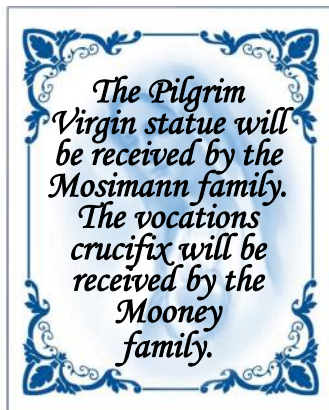 The Pilgrim
Virgin statue will
be received by the
Mosimann family.
The vocations
crucifix will be
received by the
Mooney
family.